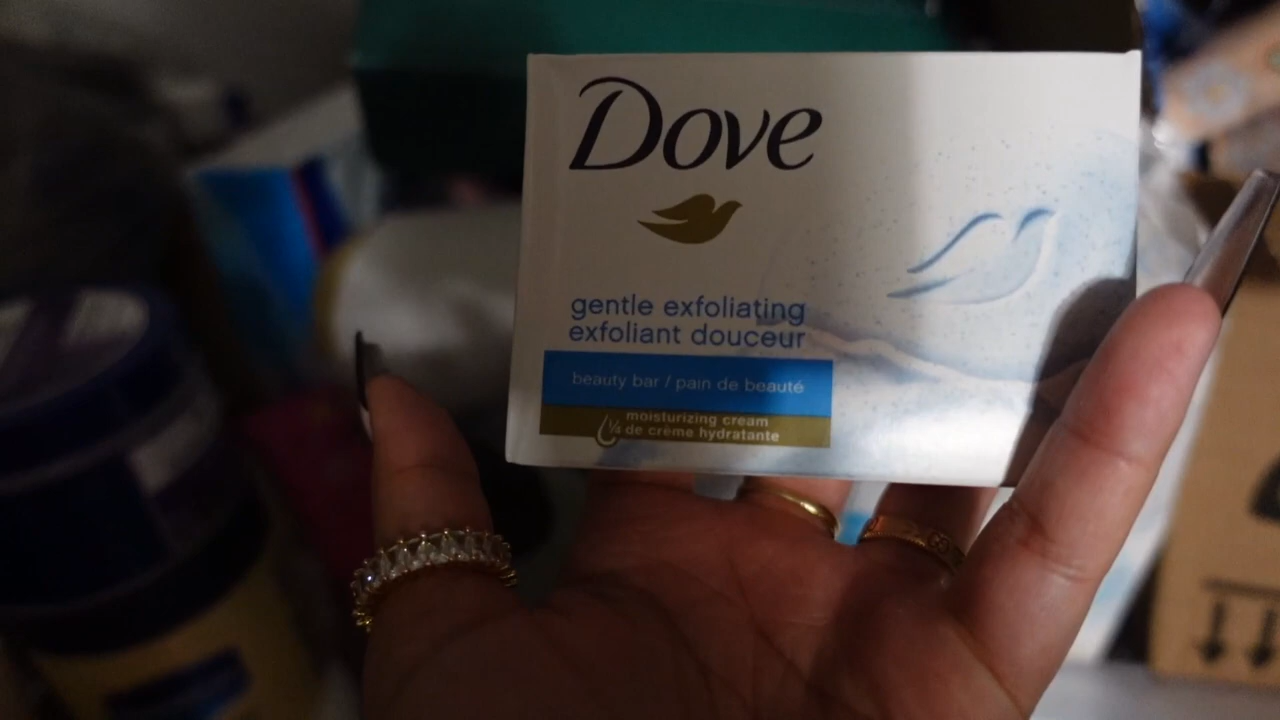 Dove
gentle exfoliating
exfoliant douceur
beauty bar / pain de beauté
¼ moisturizing cream
de crème hydratante